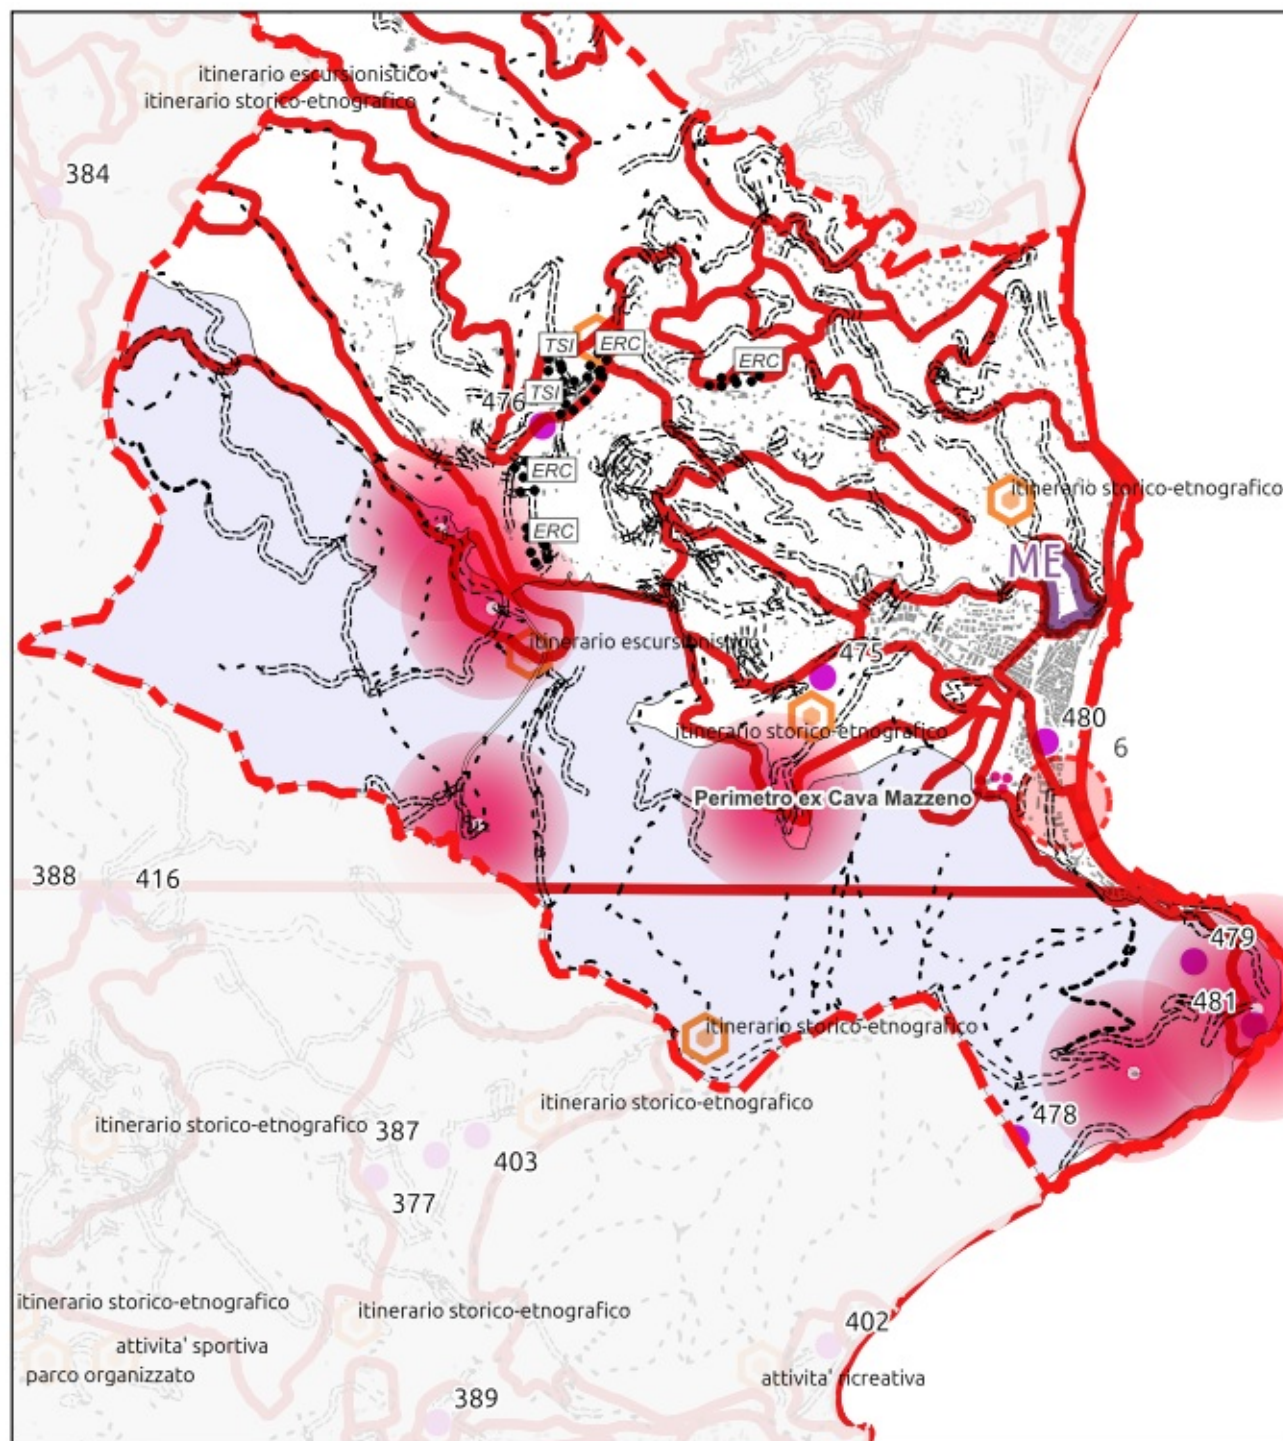 itinerario escursionistico
itinerario storico-etnografico
384
TSI
ERC
ERC
TSI
476
ERC
itinerario storico-etnografico
ERC
ME
itinerario escursionistico
475
480
itinerario storico-etnografico
6
Perimetro ex Cava Mazzeno
388
416
479
481
itinerario storico-etnografico
itinerario storico-etnografico
478
itinerario storico-etnografico
387
403
377
itinerario storico-etnografico
itinerario storico-etnografico
402
attivita' sportiva
parco organizzato
attivita' ricreativa
389